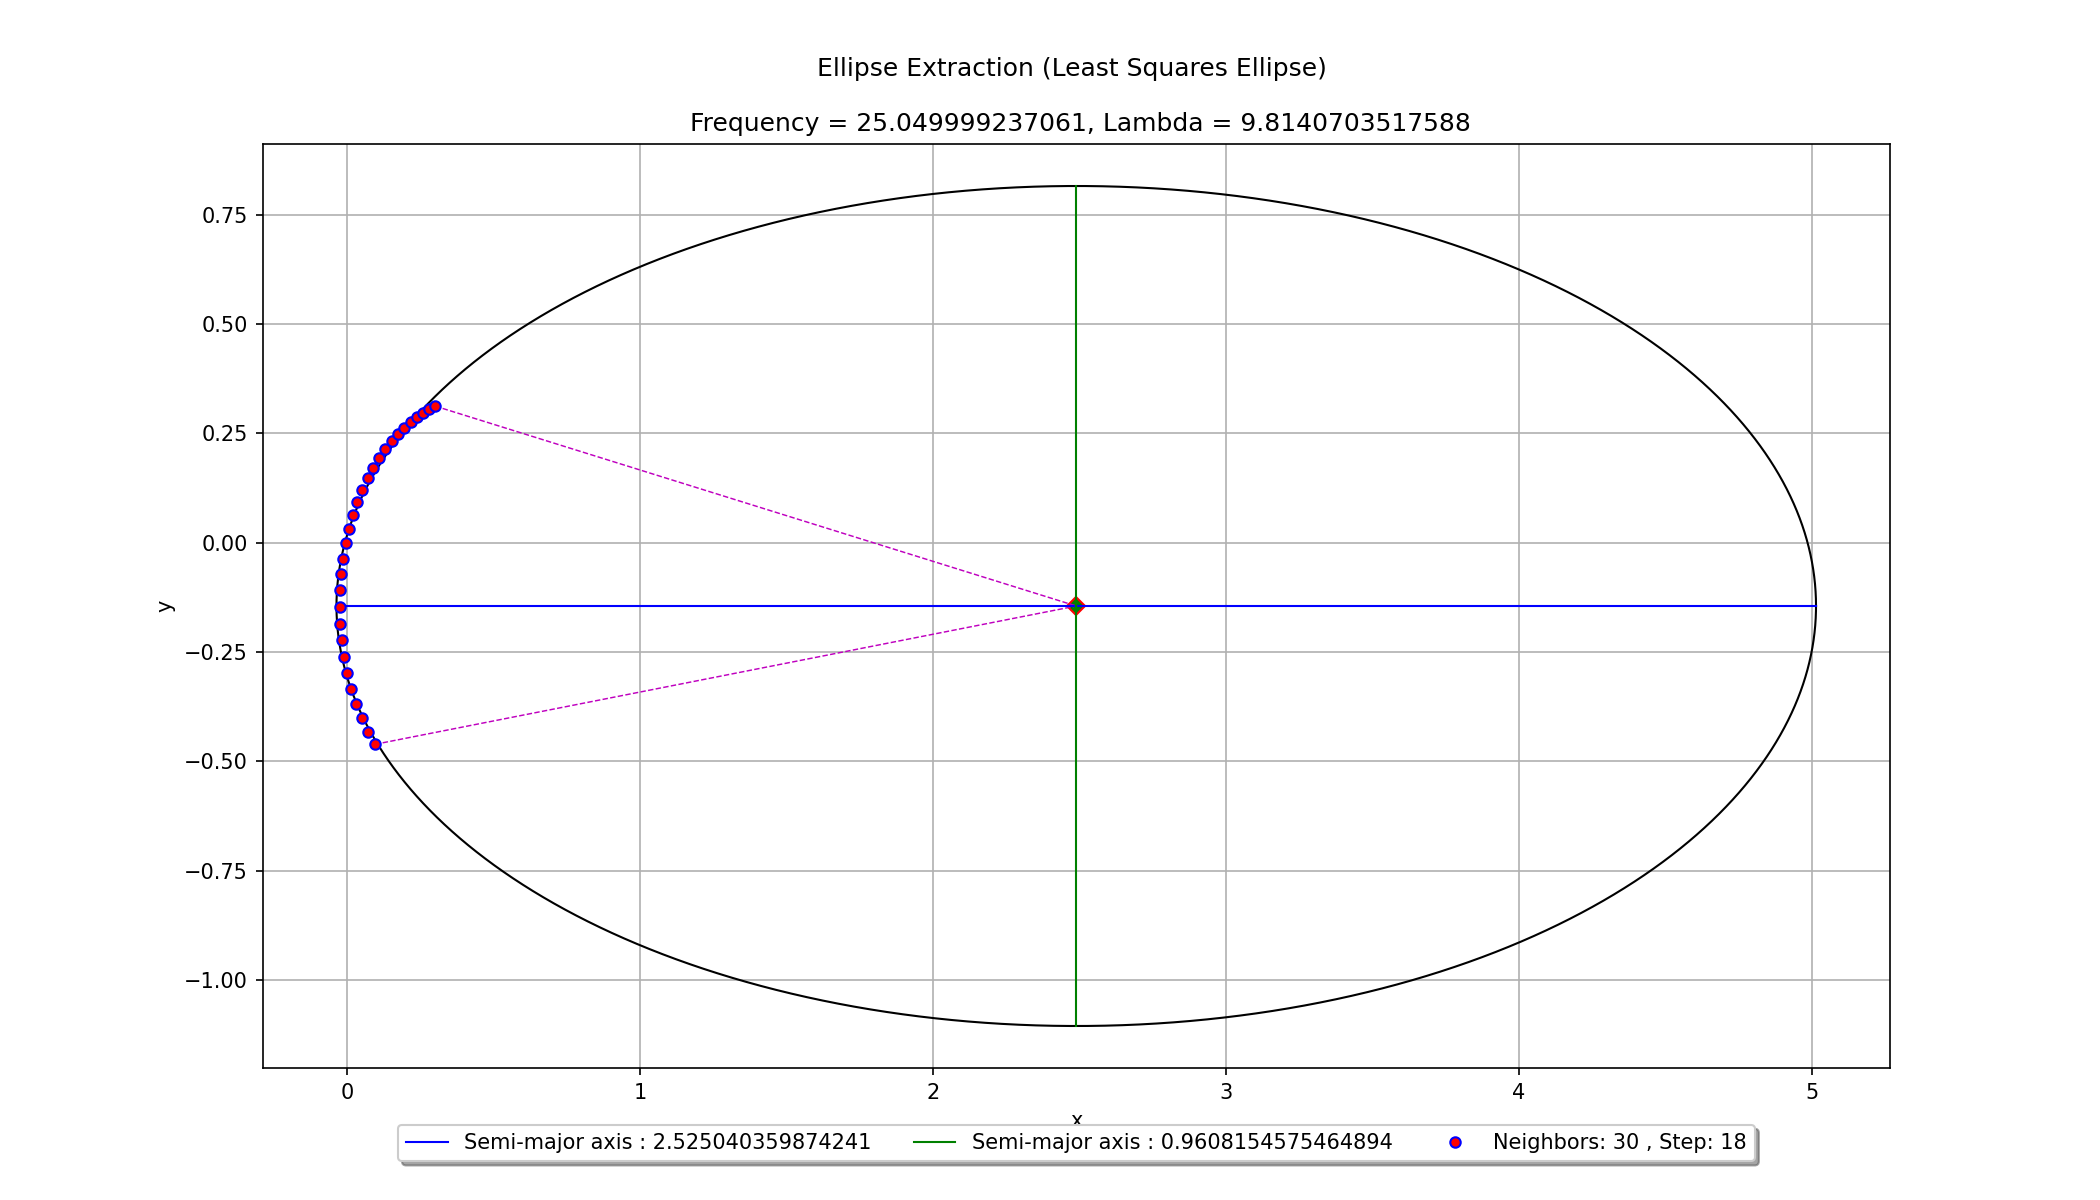 Ellipse Extraction (Least Squares Ellipse)
Frequency = 25.049999237061, Lambda = 9.8140703517588
0.75
0.50
0.25
0.00
−0.25
−0.50
−0.75
−1.00
y
0 1 2 3 4 5
x
Semi-major axis : 2.525040359874241 Semi-major axis : 0.9608154575464894 Neighbors: 30 , Step: 18